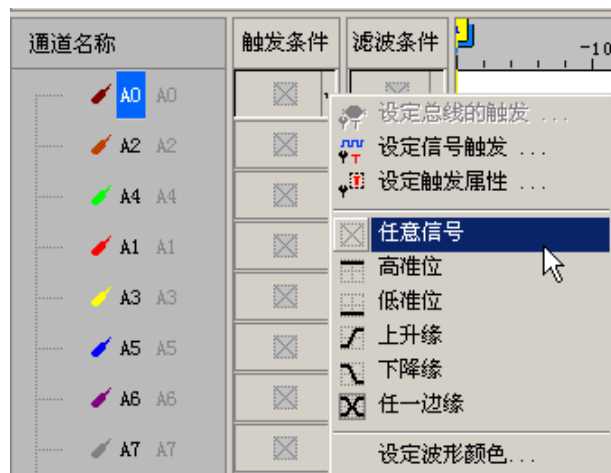 通道名称 触发条件 滤波条件 -10
A0 A0
A2 A2
A4 A4
A1 A1
A3 A3
A5 A5
A6 A6
A7 A7
设定总线的触发 ...
设定信号触发 ...
设定触发属性 ...
任意信号
高准位
低准位
上升缘
下降缘
任一边缘
设定波形颜色...